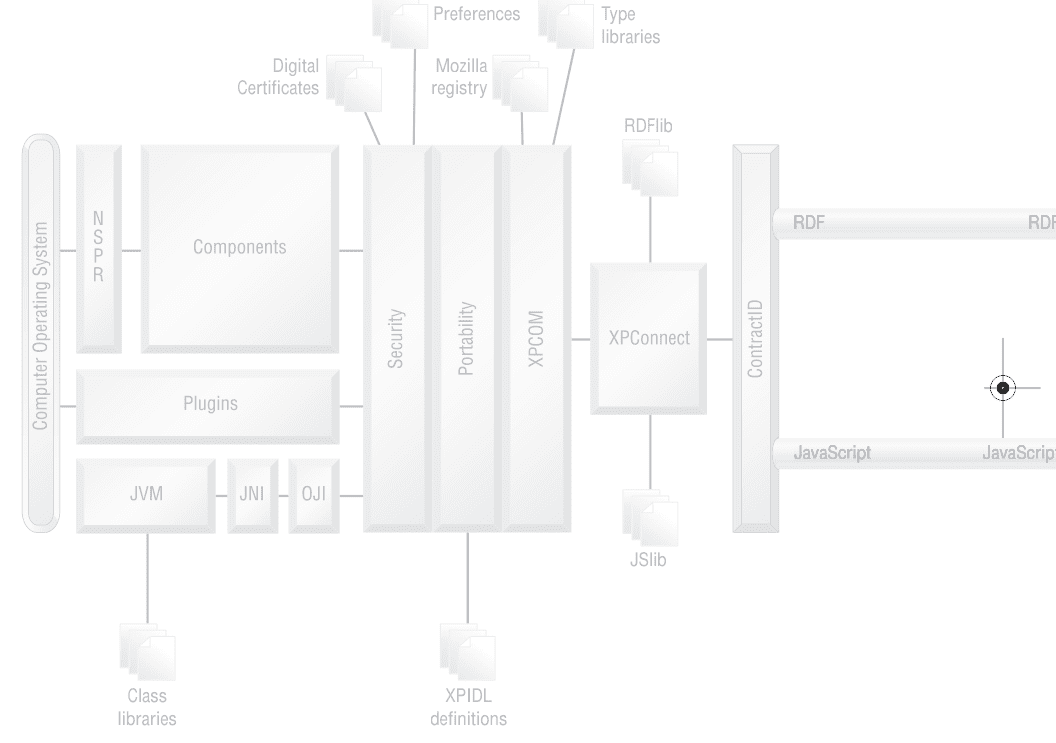 Preferences
Type
libraries
Digital
Certificates
Mozilla
registry
RDFlib
Computer Operating System
NSPR
Components
Security
Portability
XPCOM
XPConnect
ContractID
RDF
RDF
Plugins
JVM
JNI
OJI
JavaScript
JavaScript
JSlib
Class
libraries
XPIDL
definitions